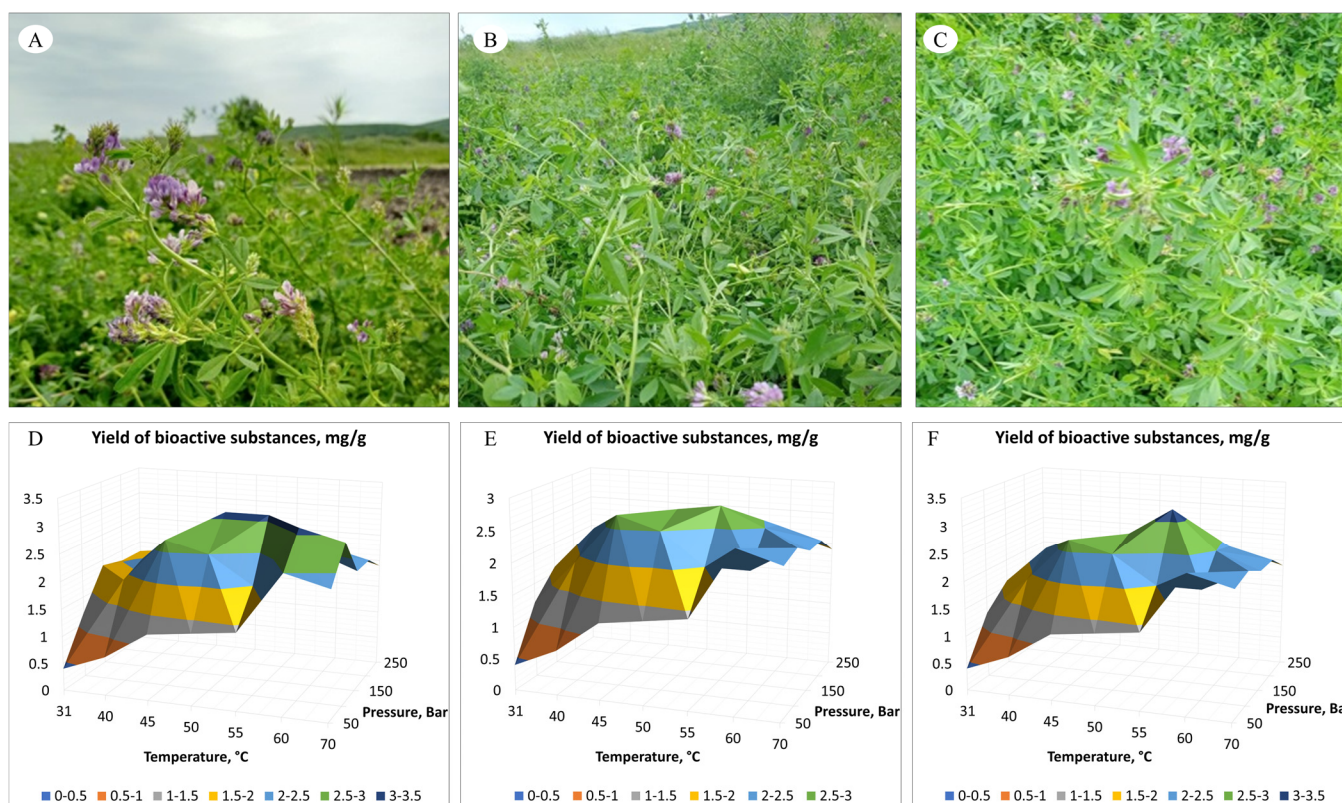 A
B
C
D
Yield of bioactive substances, mg/g
3.5
3
2.5
2
1.5
1
0.5
0
31
40
45
50
55
60
70
50
150
250
Pressure, Bar
Temperature, °C
0-0.5 0.5-1 1-1.5 1.5-2 2-2.5 2.5-3 3-3.5
E
Yield of bioactive substances, mg/g
3
2.5
2
1.5
1
0.5
0
31
40
45
50
55
60
70
50
150
250
Pressure, Bar
Temperature, °C
0-0.5 0.5-1 1-1.5 1.5-2 2-2.5 2.5-3
F
Yield of bioactive substances, mg/g
3.5
3
2.5
2
1.5
1
0.5
0
31
40
45
50
55
60
70
50
150
250
Pressure, Bar
Temperature, °C
0-0.5 0.5-1 1-1.5 1.5-2 2-2.5 2.5-3 3-3.5